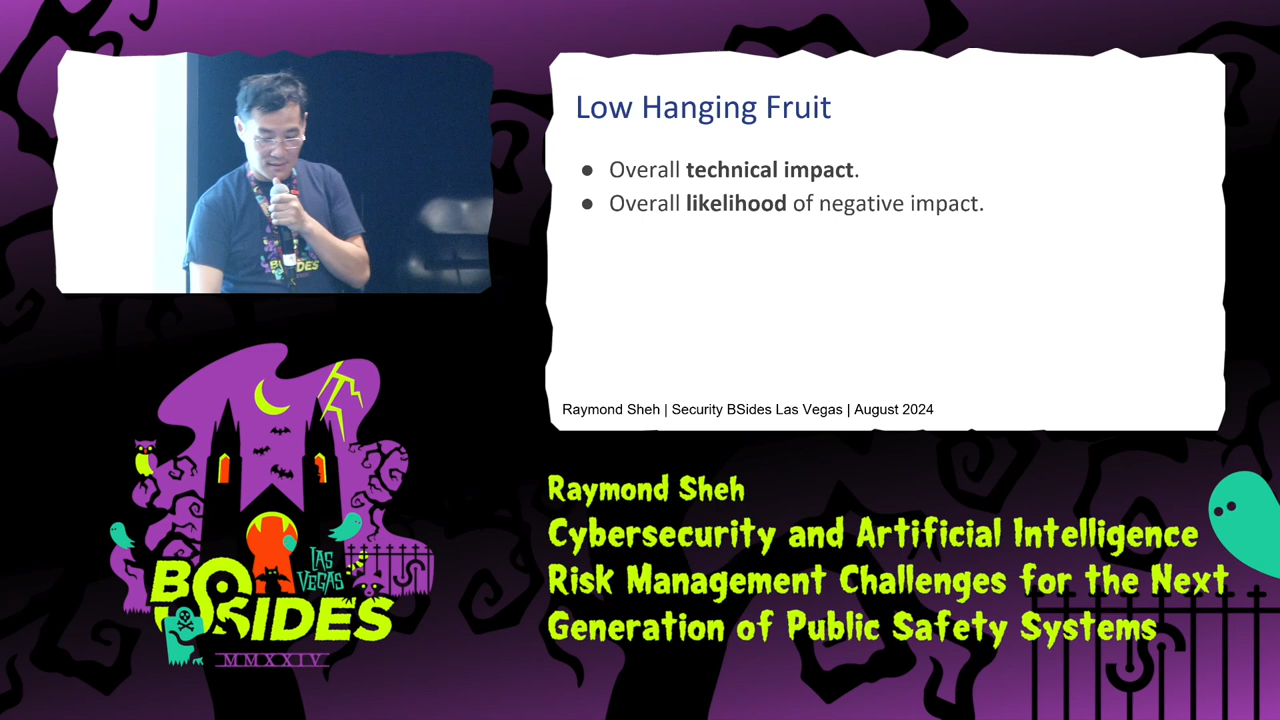 Low Hanging Fruit
● Overall technical impact.
● Overall likelihood of negative impact.
Raymond Sheh | Security BSides Las Vegas | August 2024
Raymond Sheh
Cybersecurity and Artificial Intelligence
Risk Management Challenges for the Next
Generation of Public Safety Systems
LAS
VEGAS
BSIDES
MMXXIV